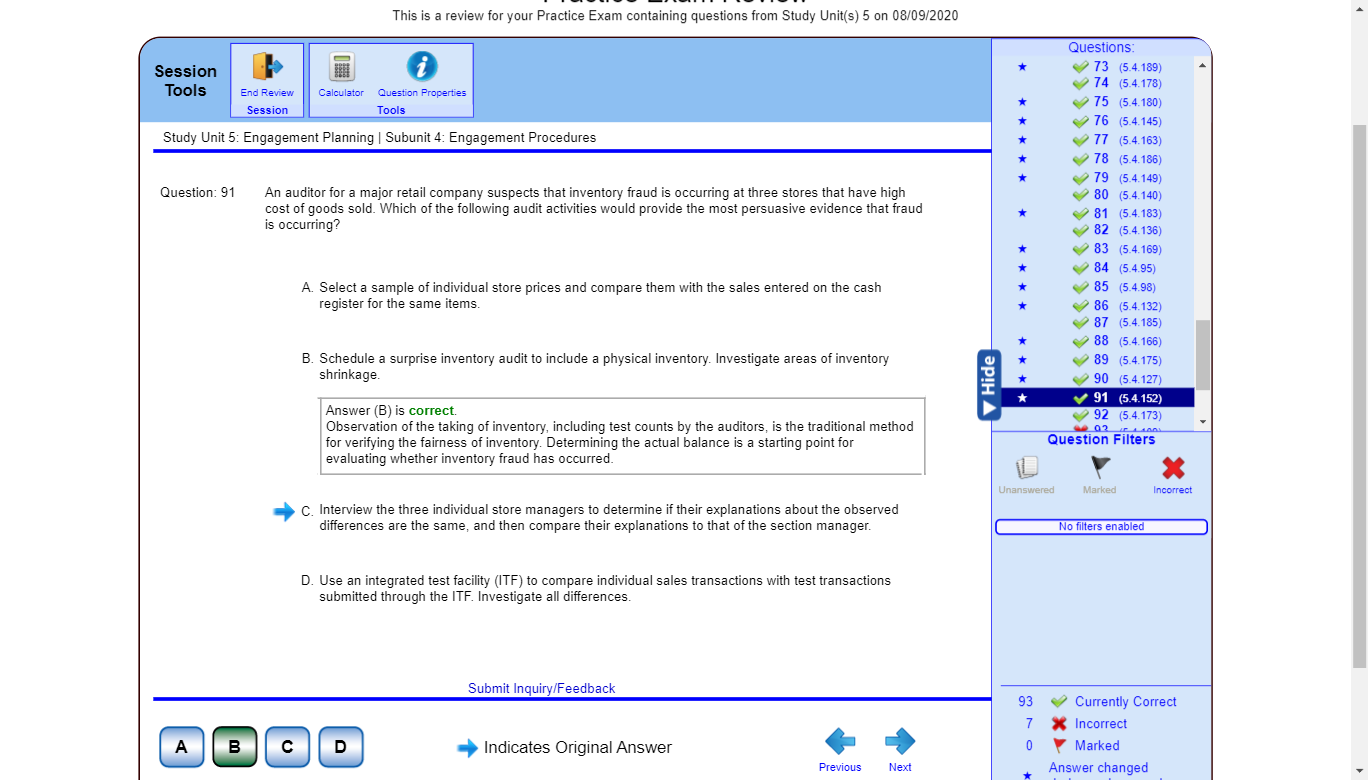 This is a review for your Practice Exam containing questions from Study Unit(s) 5 on 08/09/2020
Session Tools
End Review
Session
Calculator
Question Properties
Tools
Study Unit 5: Engagement Planning | Subunit 4: Engagement Procedures
Question: 91
An auditor for a major retail company suspects that inventory fraud is occurring at three stores that have high
cost of goods sold. Which of the following audit activities would provide the most persuasive evidence that fraud
is occurring?
A. Select a sample of individual store prices and compare them with the sales entered on the cash
register for the same items.
B. Schedule a surprise inventory audit to include a physical inventory. Investigate areas of inventory
shrinkage.
Answer (B) is correct.
Observation of the taking of inventory, including test counts by the auditors, is the traditional method
for verifying the fairness of inventory. Determining the actual balance is a starting point for
evaluating whether inventory fraud has occurred.
C. Interview the three individual store managers to determine if their explanations about the observed
differences are the same, and then compare their explanations to that of the section manager.
D. Use an integrated test facility (ITF) to compare individual sales transactions with test transactions
submitted through the ITF. Investigate all differences.
Submit Inquiry/Feedback
A B C D
Indicates Original Answer
Previous
Next
Hide
Questions:
73 (5.4.189)
74 (5.4.178)
75 (5.4.180)
76 (5.4.145)
77 (5.4.163)
78 (5.4.186)
79 (5.4.149)
80 (5.4.140)
81 (5.4.183)
82 (5.4.136)
83 (5.4.169)
84 (5.4.95)
85 (5.4.98)
86 (5.4.132)
87 (5.4.185)
88 (5.4.166)
89 (5.4.175)
90 (5.4.127)
91 (5.4.152)
92 (5.4.173)
93
Question Filters
Unanswered
Marked
Incorrect
No filters enabled
93 Currently Correct
7 Incorrect
0 Marked
Answer changed